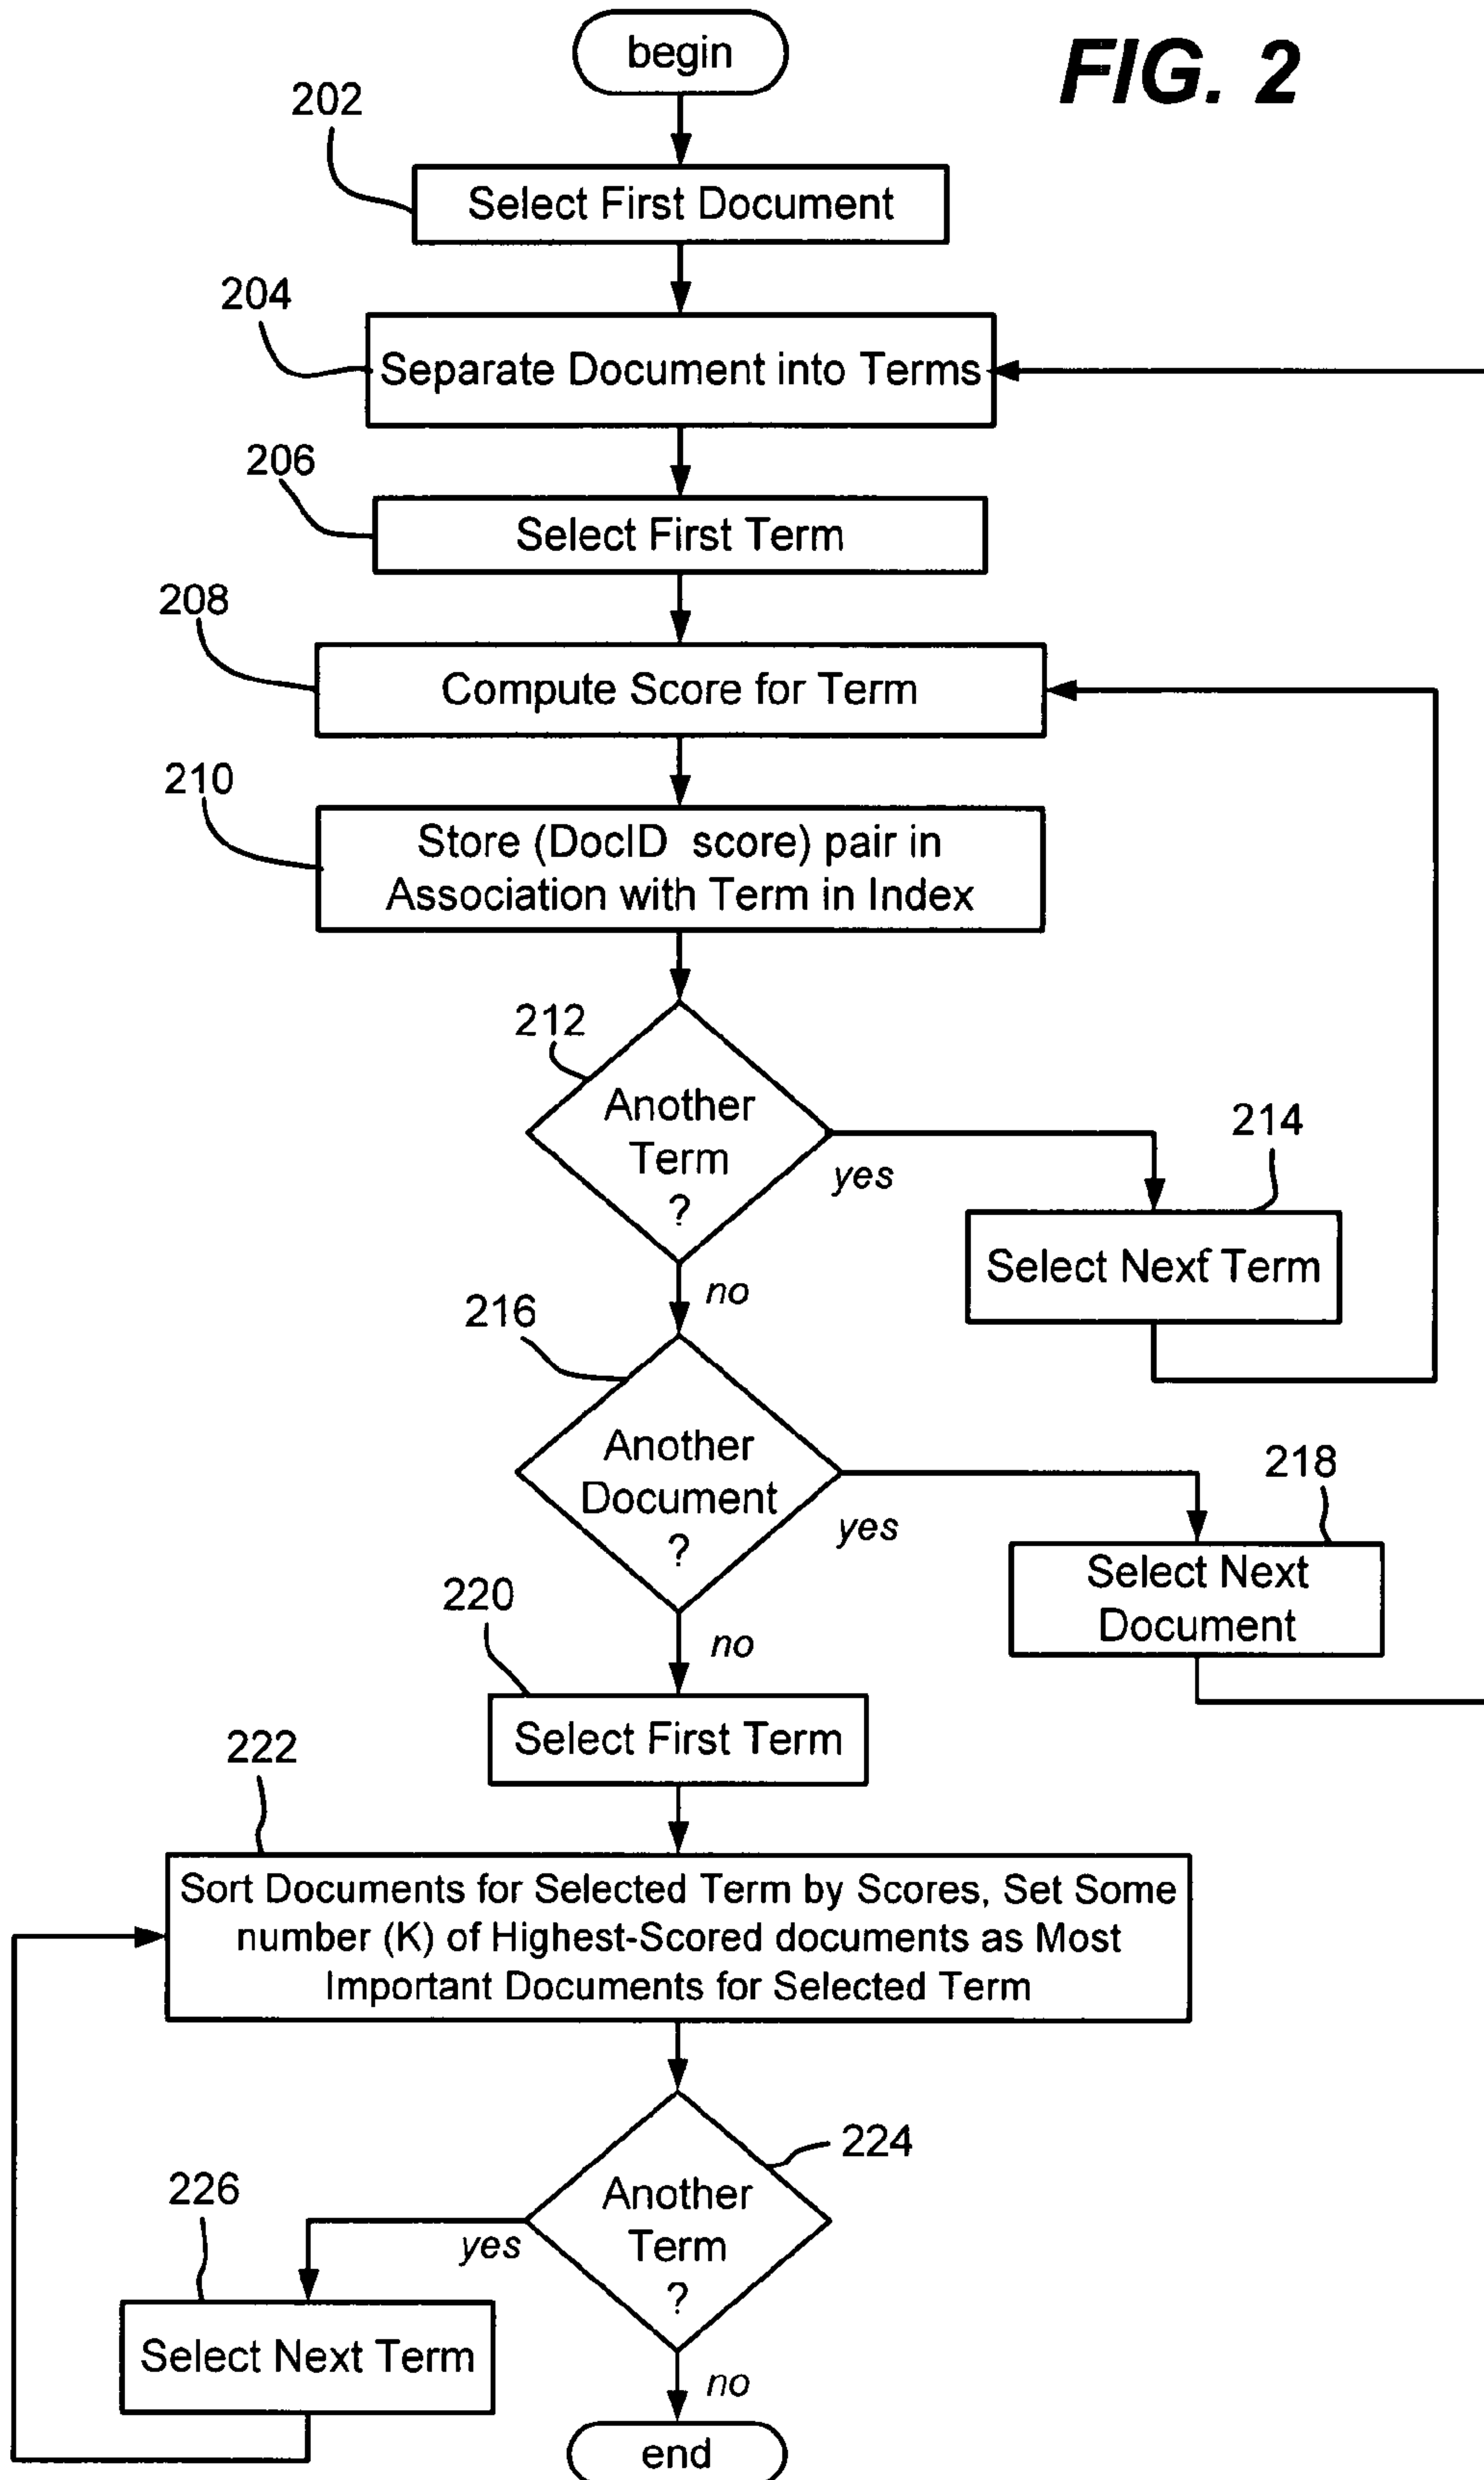 begin
FIG. 2
202
Select First Document
204
Separate Document into Terms
206
Select First Term
208
Compute Score for Term
210
Store (DocID score) pair in
Association with Term in Index
212
Another
Term
?
yes
214
Select Next Term
no
216
Another
Document
?
yes
218
Select Next
Document
no
220
Select First Term
222
Sort Documents for Selected Term by Scores, Set Some
number (K) of Highest-Scored documents as Most
Important Documents for Selected Term
224
Another
Term
?
yes
226
Select Next Term
no
end